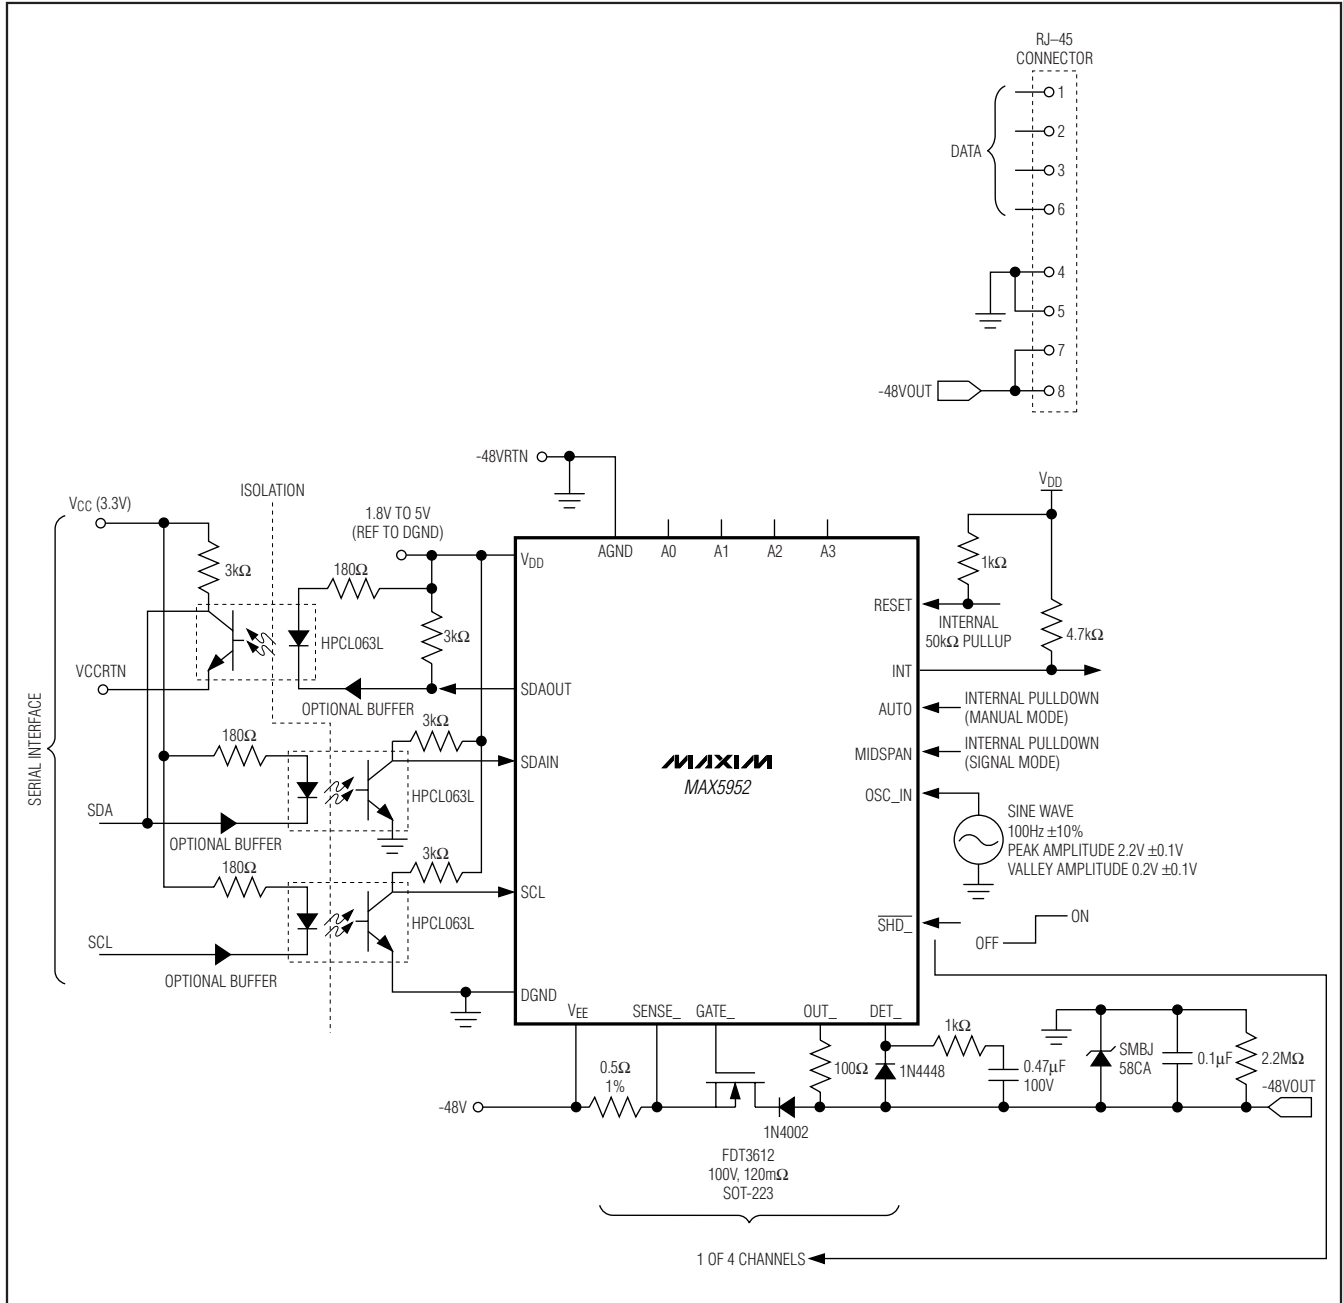 RJ–45
CONNECTOR
1
2
DATA
3
6
4
5
7
-48VOUT
8
-48VRTN
ISOLATION
VCC (3.3V)
1.8V TO 5V
(REF TO DGND)
VDD
3kΩ
180Ω
VDD
AGND
A0
A1
A2
A3
1kΩ
RESET
INTERNAL
50kΩ PULLUP
4.7kΩ
HPCL063L
3kΩ
VCCRTN
INT
SDAOUT
OPTIONAL BUFFER
AUTO
INTERNAL PULLDOWN
(MANUAL MODE)
SERIAL INTERFACE
180Ω
3kΩ
SDAIN
MAXIM
MAX5952
MIDSPAN
INTERNAL PULLDOWN
(SIGNAL MODE)
HPCL063L
OSC_IN
SINE WAVE
100Hz ±10%
PEAK AMPLITUDE 2.2V ±0.1V
VALLEY AMPLITUDE 0.2V ±0.1V
SDA
OPTIONAL BUFFER
180Ω
3kΩ
SCL
HPCL063L
SHD_
ON
OFF
SCL
OPTIONAL BUFFER
DGND
VEE
SENSE_
GATE_
OUT_
DET_
1kΩ
0.5Ω
1%
100Ω
1N4448
0.47µF
100V
SMBJ
58CA
0.1µF
2.2MΩ
-48VOUT
-48V
1N4002
FDT3612
100V, 120mΩ
SOT-223
1 OF 4 CHANNELS